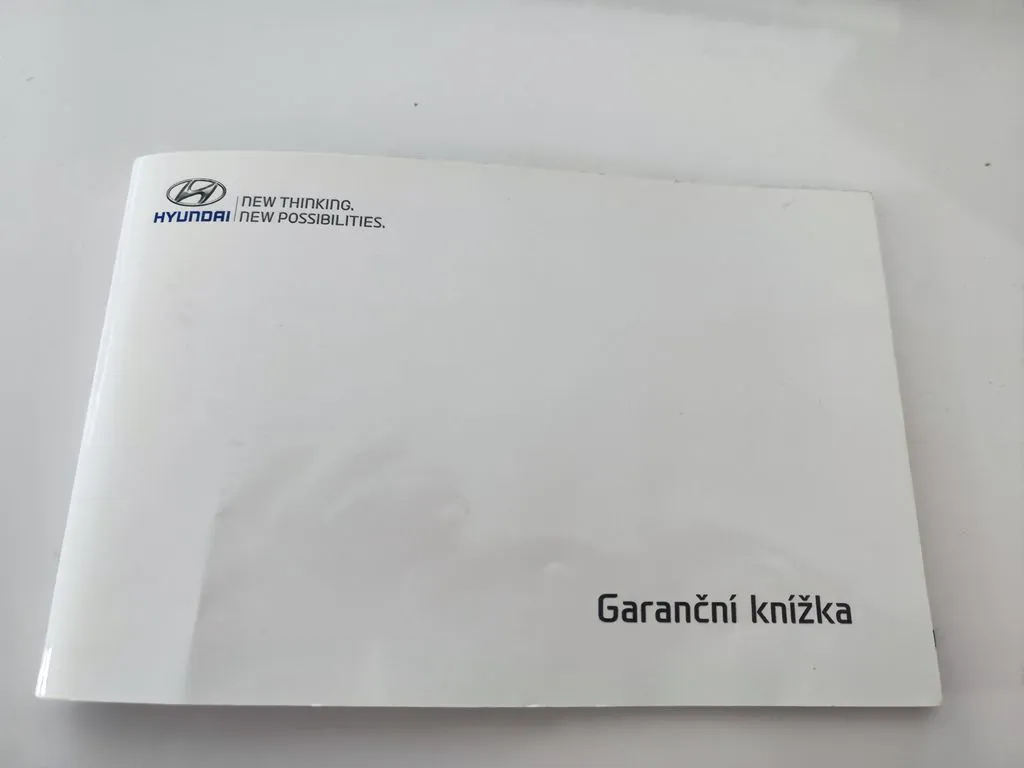 HYUNDAI
NEW THINKING.
NEW POSSIBILITIES.
Garanční knížka